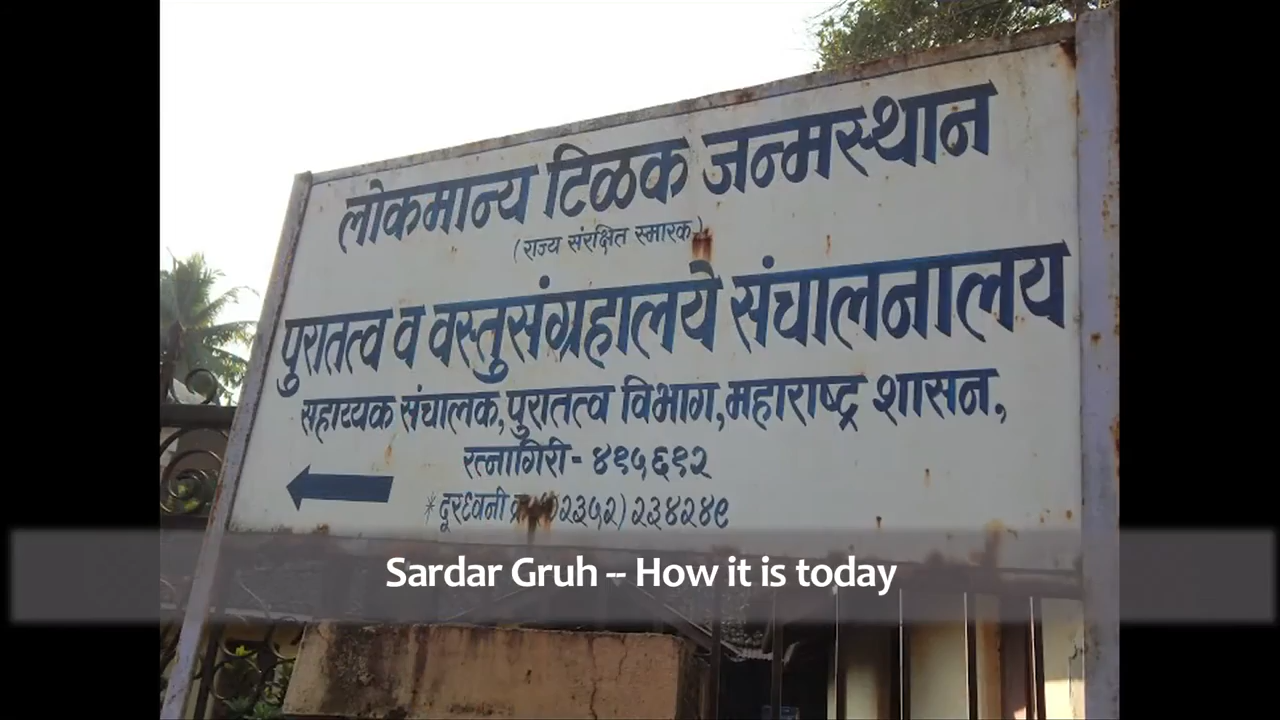 लोकमान्य टिळक जन्मस्थान
(राज्य संरक्षित स्मारक)
पुरातत्व व वस्तुसंग्रहालये संचालनालय
सहाय्यक संचालक,पुरातत्व विभाग,महाराष्ट्र शासन,
रत्नागिरी - ४१५६१२
*दूरध्वनी क्र. (०२३५२) २३४२४९
Sardar Gruh -- How it is today